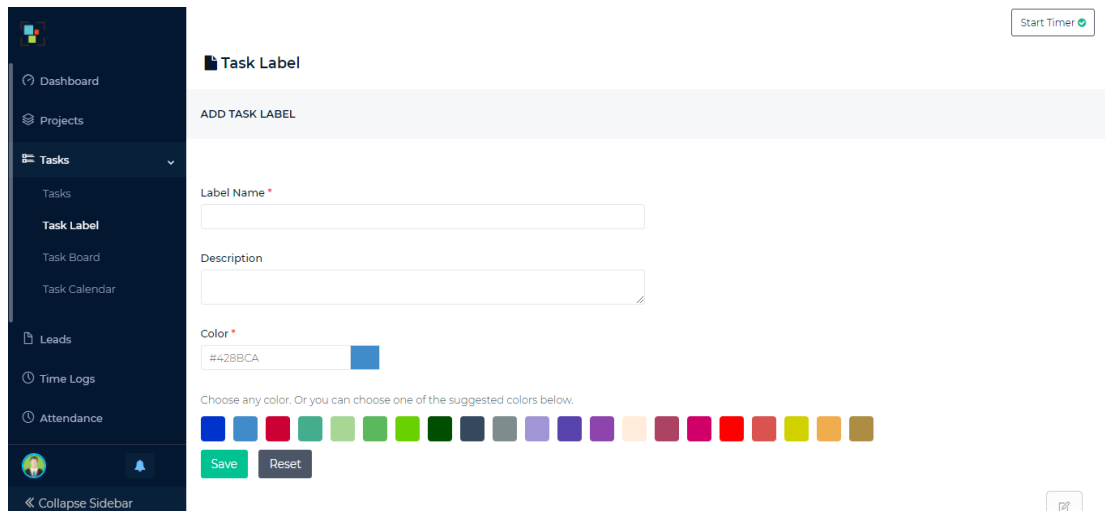 Start Timer
Dashboard
Projects
Tasks
Tasks
Task Label
Task Board
Task Calendar
Leads
Time Logs
Attendance
Collapse Sidebar
Task Label
ADD TASK LABEL
Label Name *
Description
Color *
#428BCA
Choose any color. Or you can choose one of the suggested colors below.
Save Reset